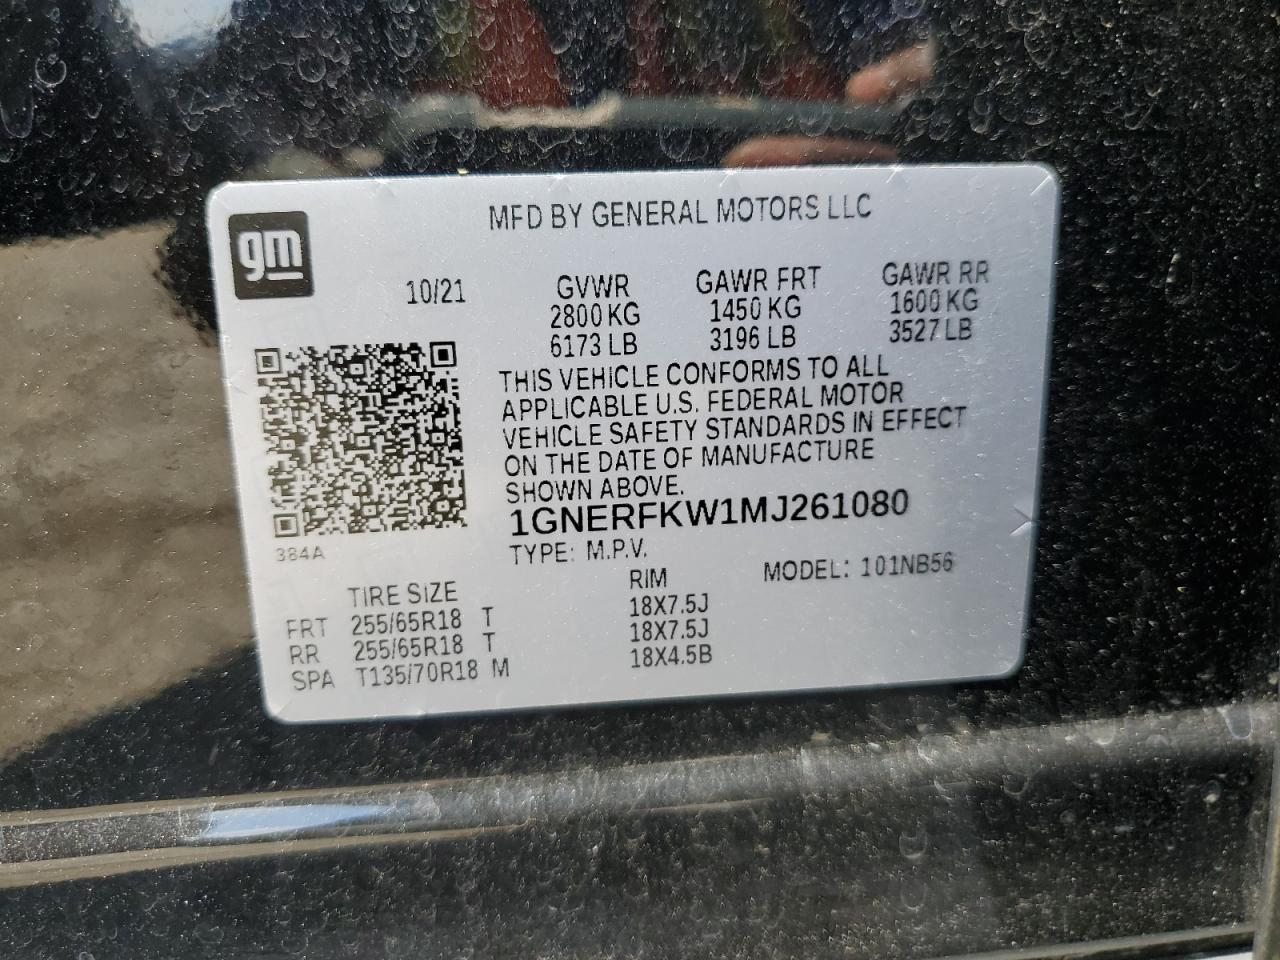 gm
MFD BY GENERAL MOTORS LLC
10/21 GVWR GAWR FRT GAWR RR
2800 KG 1450 KG 1600 KG
6173 LB 3196 LB 3527 LB
THIS VEHICLE CONFORMS TO ALL
APPLICABLE U.S. FEDERAL MOTOR
VEHICLE SAFETY STANDARDS IN EFFECT
ON THE DATE OF MANUFACTURE
SHOWN ABOVE.
1GNERFKW1MJ261080
384A
TYPE: M.P.V. MODEL: 101NB56
TIRE SIZE RIM
FRT 255/65R18 T 18X7.5J
RR 255/65R18 T 18X7.5J
SPA T135/70R18 M 18X4.5B